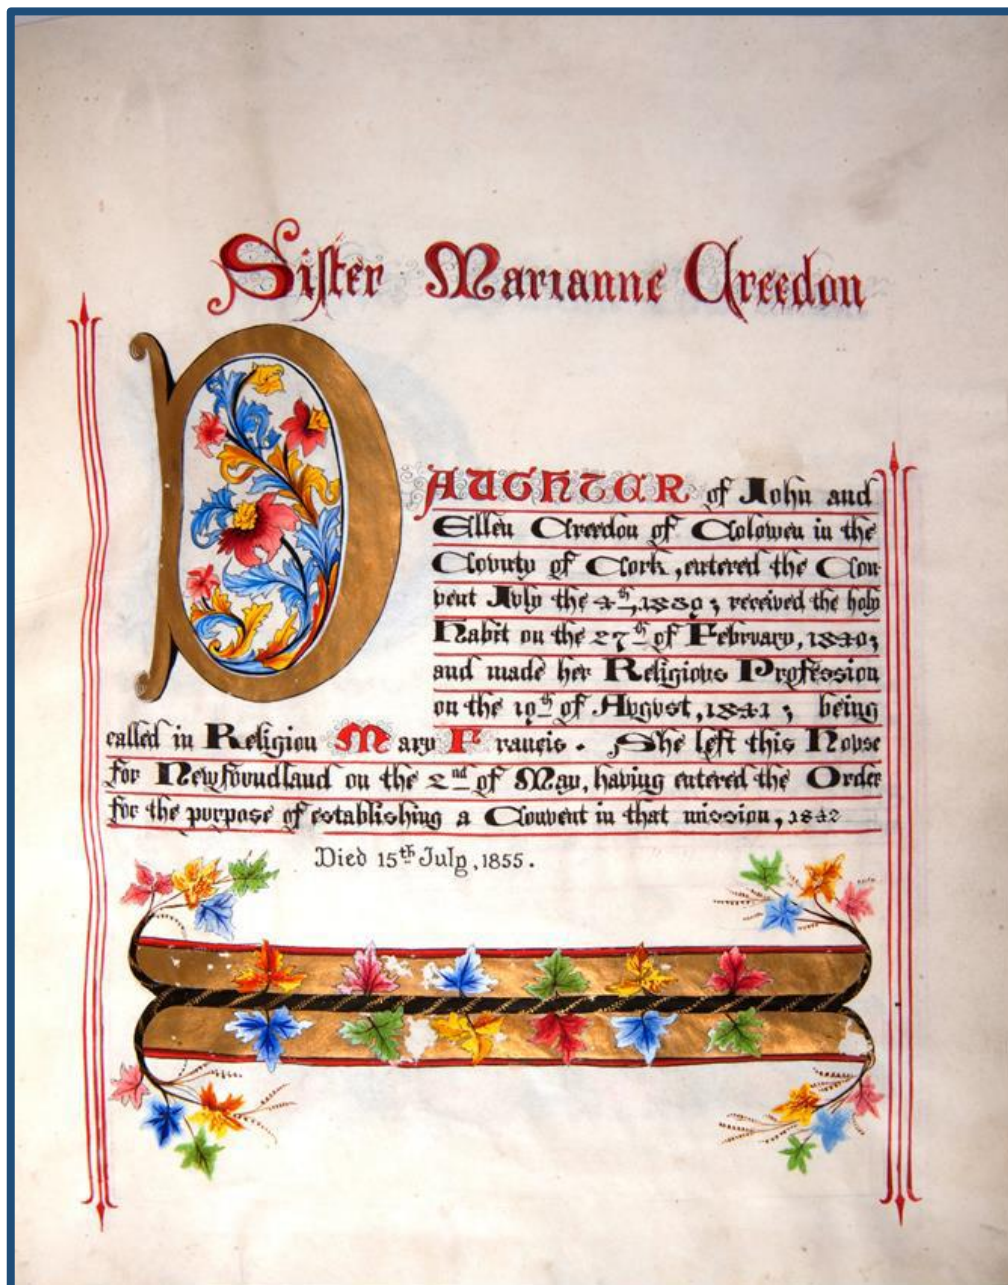 Sister Marianne Creedon
DAUGHTER of John and
Ellen Creedon of Colowen in the
County of Cork, entered the Con
vent July the 4th, 1839; received the holy
Habit on the 27th of February, 1840;
and made her Religious Profession
on the 19th of August, 1841; being
called in Religion Mary Francis. She left this House
for Newfoundland on the 2nd of May, having entered the Order
for the purpose of establishing a Convent in that mission, 1842
Died 15th July, 1855.